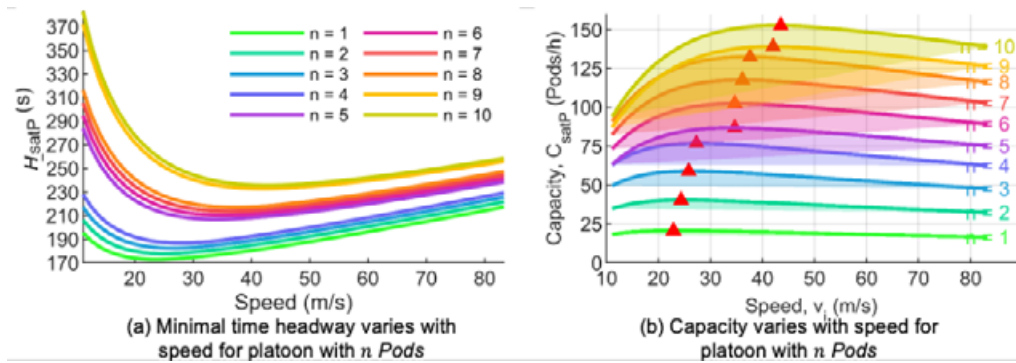 (a)
H_satP (s)
390
370
350
330
310
290
270
250
230
210
190
170
20 30 40 50 60 70 80
Speed (m/s)
n = 1 n = 6
n = 2 n = 7
n = 3 n = 8
n = 4 n = 9
n = 5 n = 10
(a) Minimal time headway varies with
speed for platoon with n Pods
(b)
Capacity, C_satP (Pods/h)
150
125
100
75
50
25
0
10 20 30 40 50 60 70 80
Speed, v_i (m/s)
10
9
8
7
6
5
4
3
2
1
(b) Capacity varies with speed for
platoon with n Pods